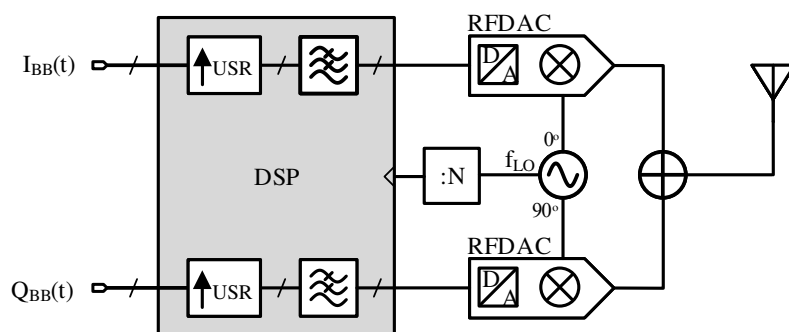 RFDAC
I_BB(t)
USR
D
A
0°
DSP
:N
f_LO
90°
RFDAC
Q_BB(t)
USR
D
A